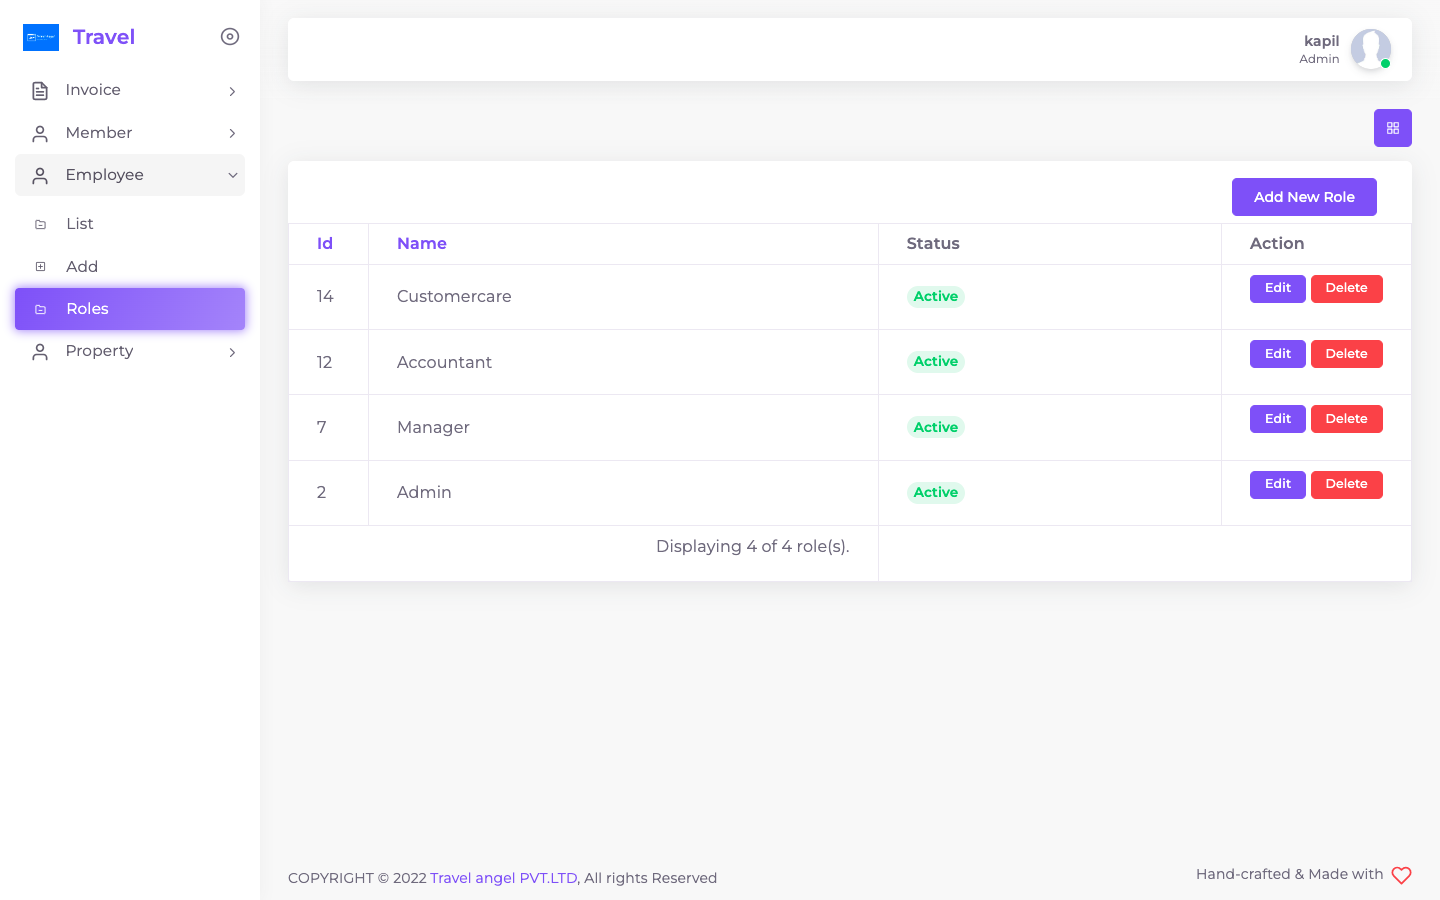 Travel
Invoice
Member
Employee
List
Add
Roles
Property
kapil
Admin
Add New Role
Id Name Status Action
14 Customercare Active Edit Delete
12 Accountant Active Edit Delete
7 Manager Active Edit Delete
2 Admin Active Edit Delete
Displaying 4 of 4 role(s).
COPYRIGHT © 2022 Travel angel PVT.LTD, All rights Reserved
Hand-crafted & Made with